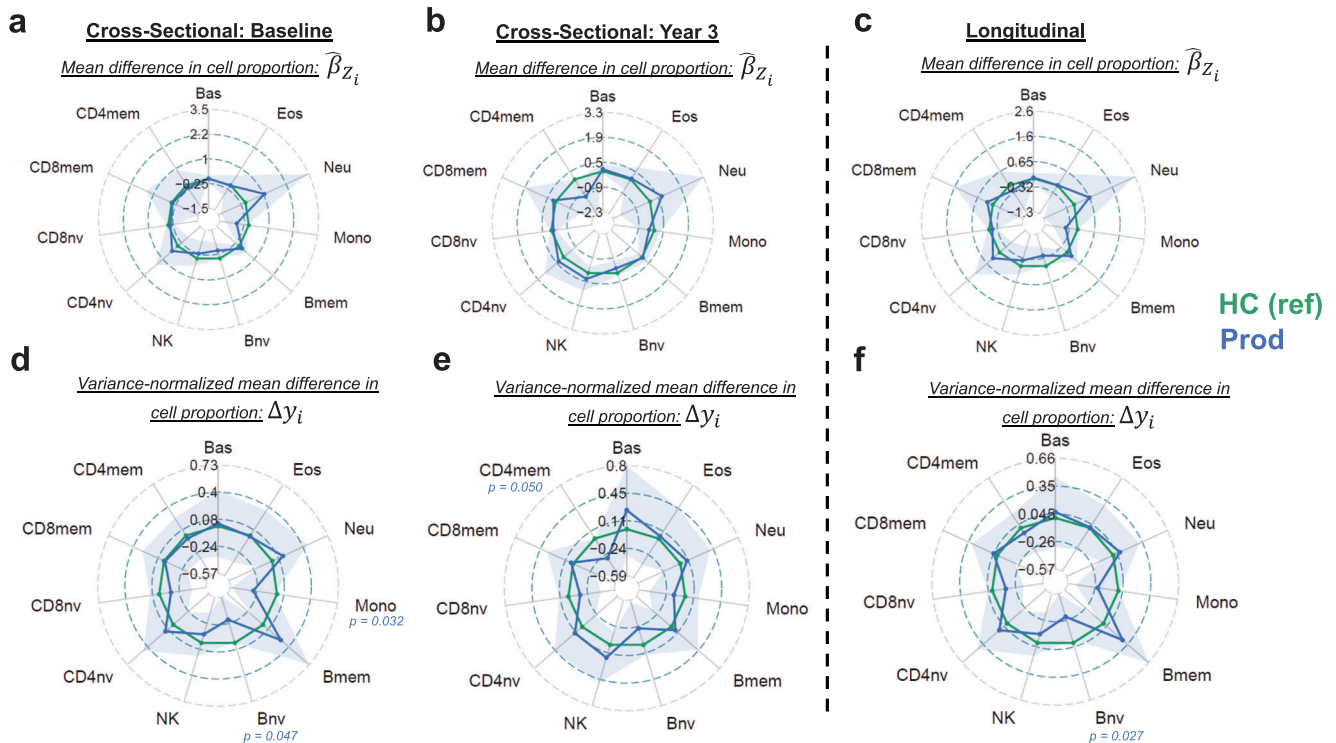 a
Cross-Sectional: Baseline
Mean difference in cell proportion: β̂_{Z_i}
Bas
Eos
Neu
Mono
Bmem
Bnv
NK
CD4nv
CD8nv
CD8mem
CD4mem
3.5
2.2
1
−0.25
−1.5
b
Cross-Sectional: Year 3
Mean difference in cell proportion: β̂_{Z_i}
Bas
Eos
Neu
Mono
Bmem
Bnv
NK
CD4nv
CD8nv
CD8mem
CD4mem
3.3
1.9
0.5
−0.9
−2.3
c
Longitudinal
Mean difference in cell proportion: β̂_{Z_i}
Bas
Eos
Neu
Mono
Bmem
Bnv
NK
CD4nv
CD8nv
CD8mem
CD4mem
2.6
1.6
0.65
−0.32
−1.3
HC (ref)
Prod
d
Variance-normalized mean difference in
cell proportion: Δy_i
Bas
Eos
Neu
Mono
p = 0.032
Bmem
Bnv
p = 0.047
NK
CD4nv
CD8nv
CD8mem
CD4mem
0.73
0.4
0.08
−0.24
−0.57
e
Variance-normalized mean difference in
cell proportion: Δy_i
Bas
Eos
Neu
Mono
Bmem
Bnv
NK
CD4nv
CD8nv
CD8mem
CD4mem
p = 0.050
0.8
0.45
0.11
−0.24
−0.59
f
Variance-normalized mean difference in
cell proportion: Δy_i
Bas
Eos
Neu
Mono
Bmem
Bnv
p = 0.027
NK
CD4nv
CD8nv
CD8mem
CD4mem
0.66
0.35
0.045
−0.26
−0.57